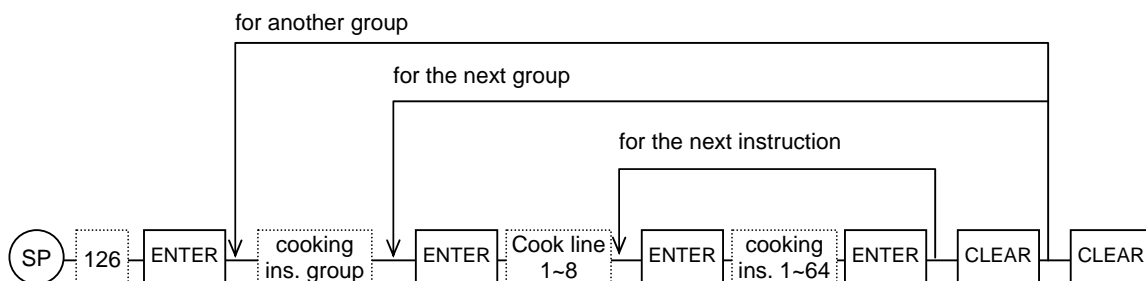 for another group
for the next group
for the next instruction
SP
126
ENTER
cooking
ins. group
ENTER
Cook line
1~8
ENTER
cooking
ins. 1~64
ENTER
CLEAR
CLEAR